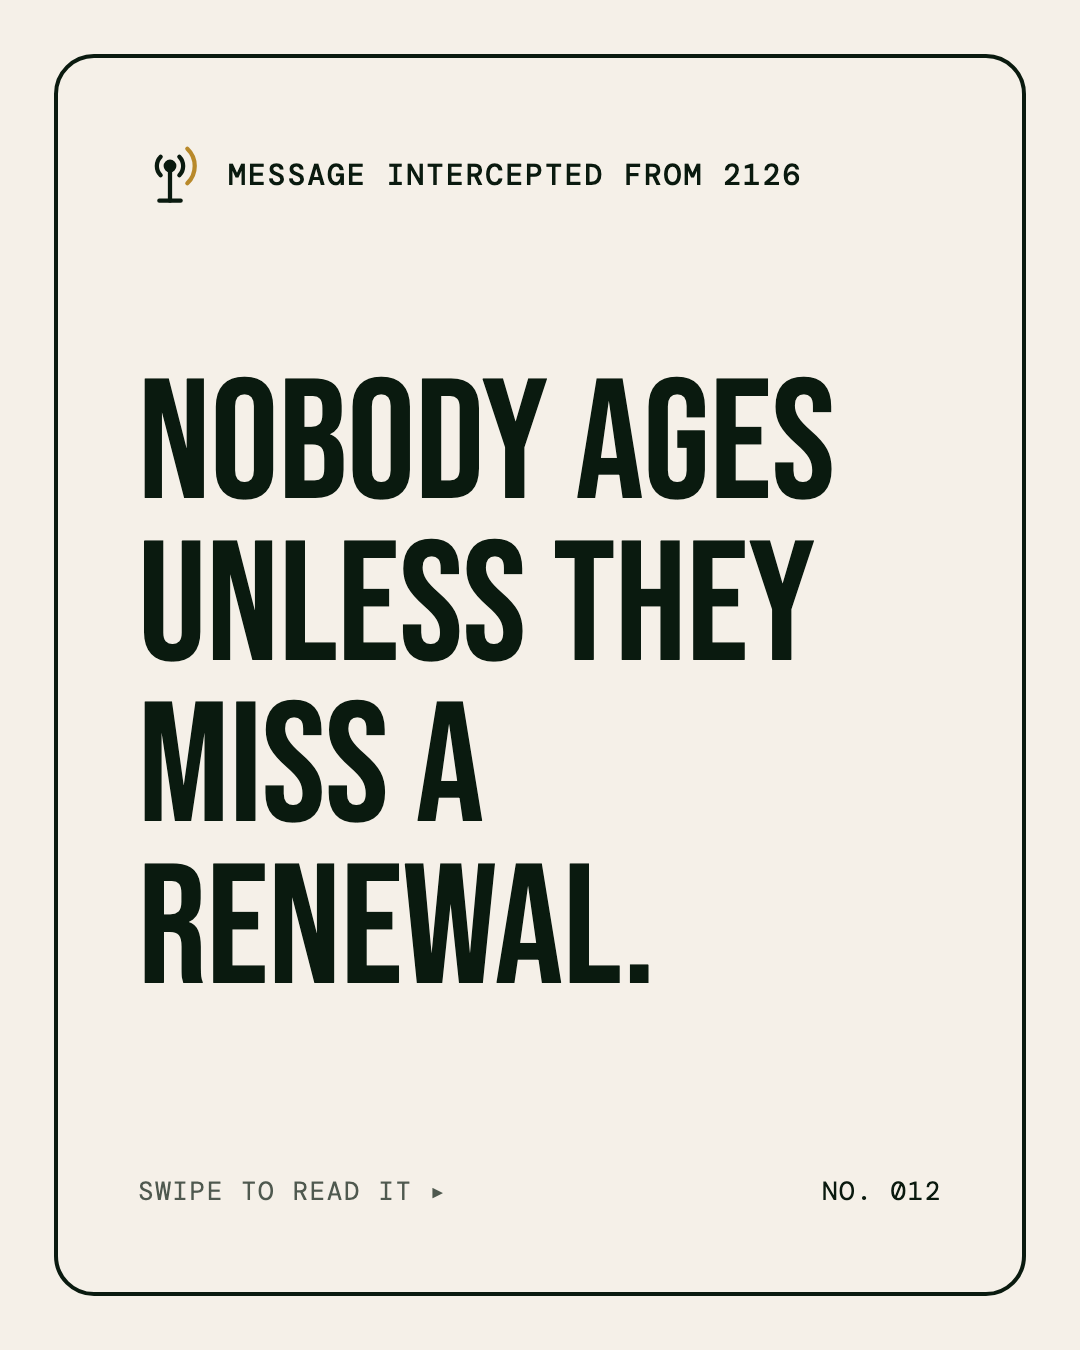 MESSAGE INTERCEPTED FROM 2126
NOBODY AGES
UNLESS THEY
MISS A
RENEWAL.
SWIPE TO READ IT ▸
NO. 012